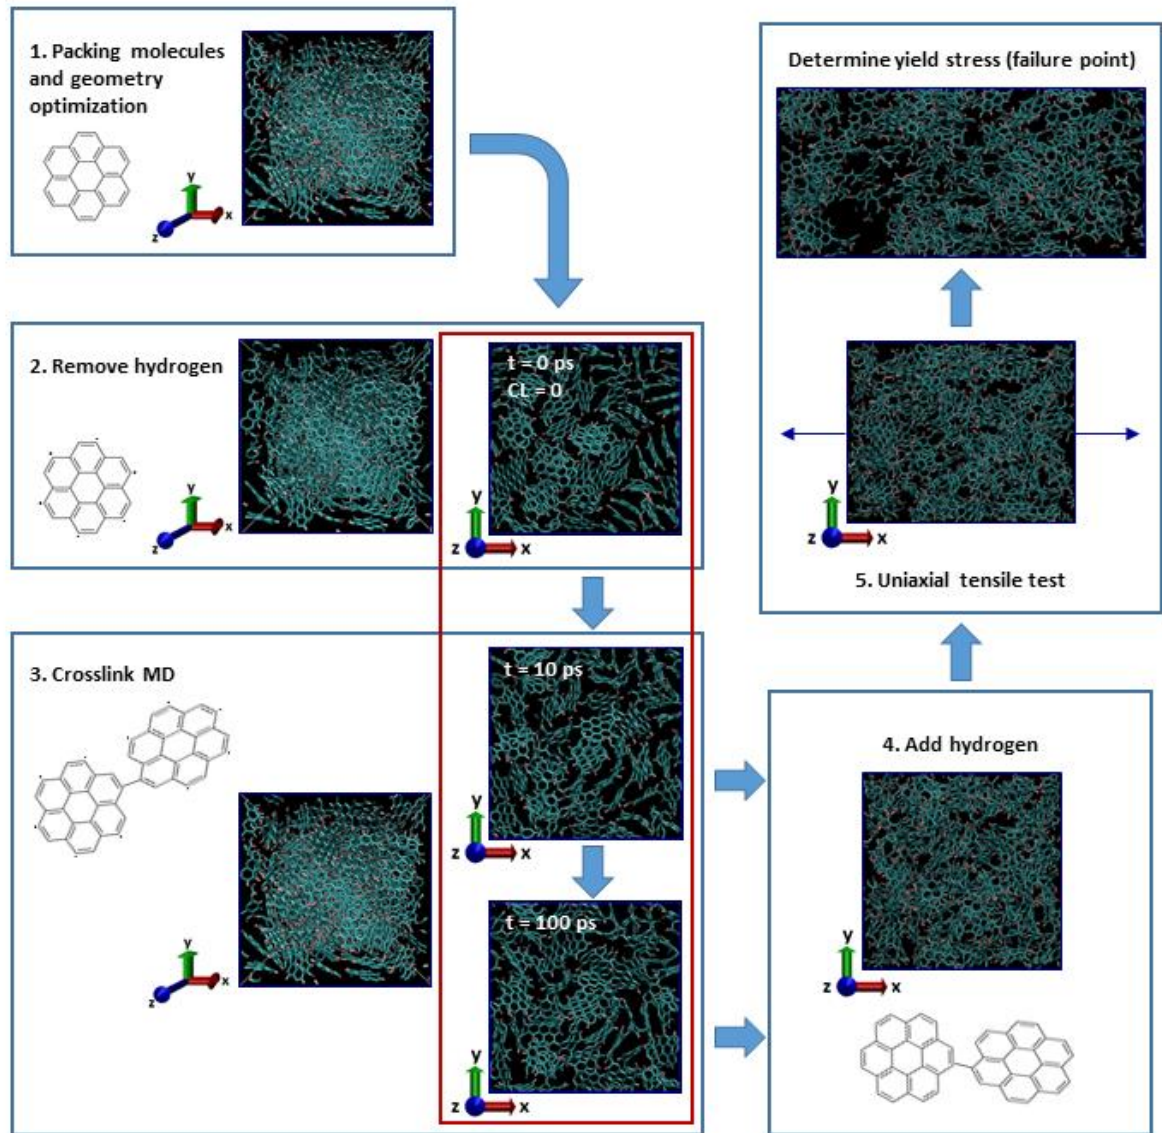 1. Packing molecules
and geometry
optimization
y
x
z
2. Remove hydrogen
y
x
z
t = 0 ps
CL = 0
y
z
x
3. Crosslink MD
y
x
z
t = 10 ps
y
z
x
t = 100 ps
y
z
x
4. Add hydrogen
y
z
x
Determine yield stress (failure point)
y
z
x
5. Uniaxial tensile test